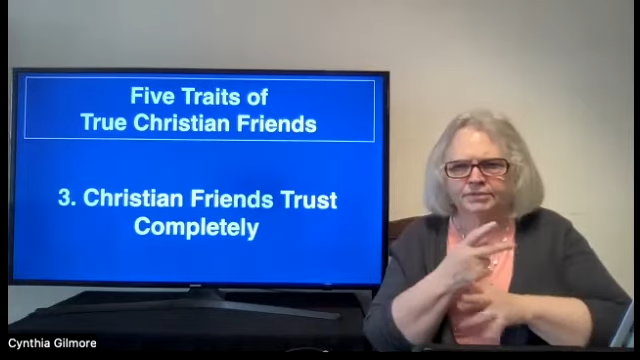 Five Traits of
True Christian Friends
3. Christian Friends Trust
Completely
Cynthia Gilmore